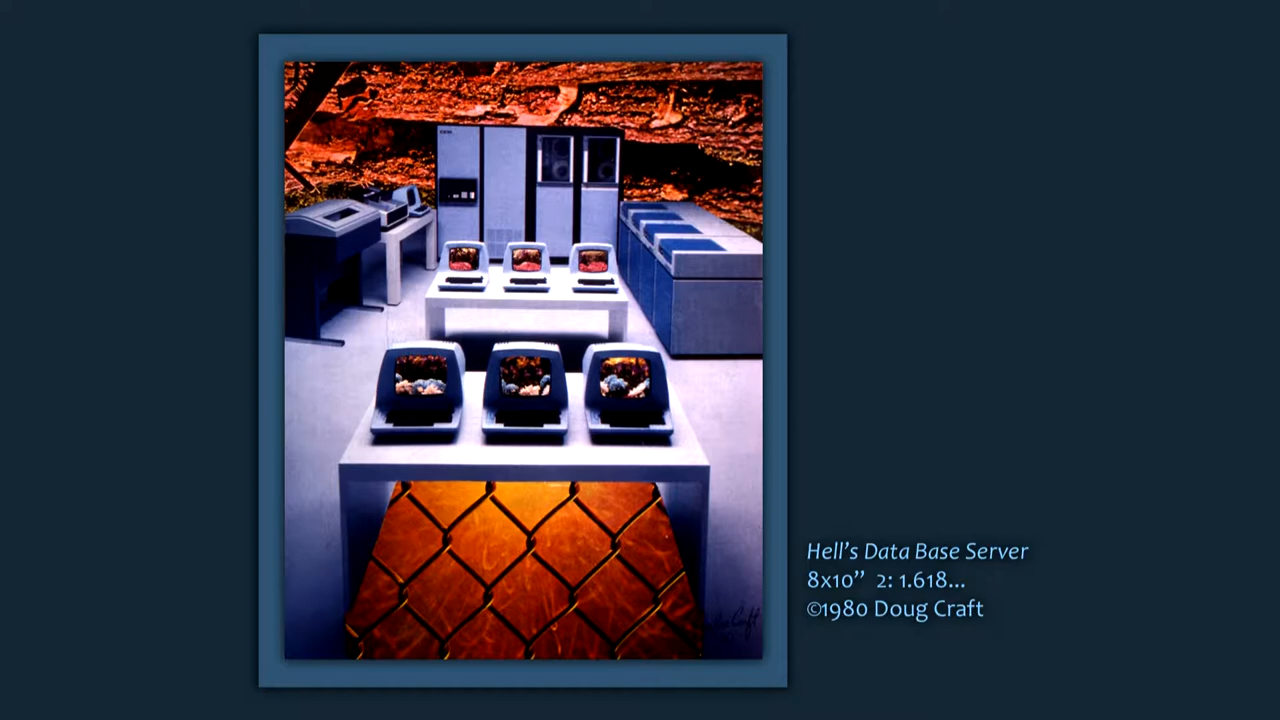 Hell's Data Base Server
8x10” 2: 1.618...
©1980 Doug Craft